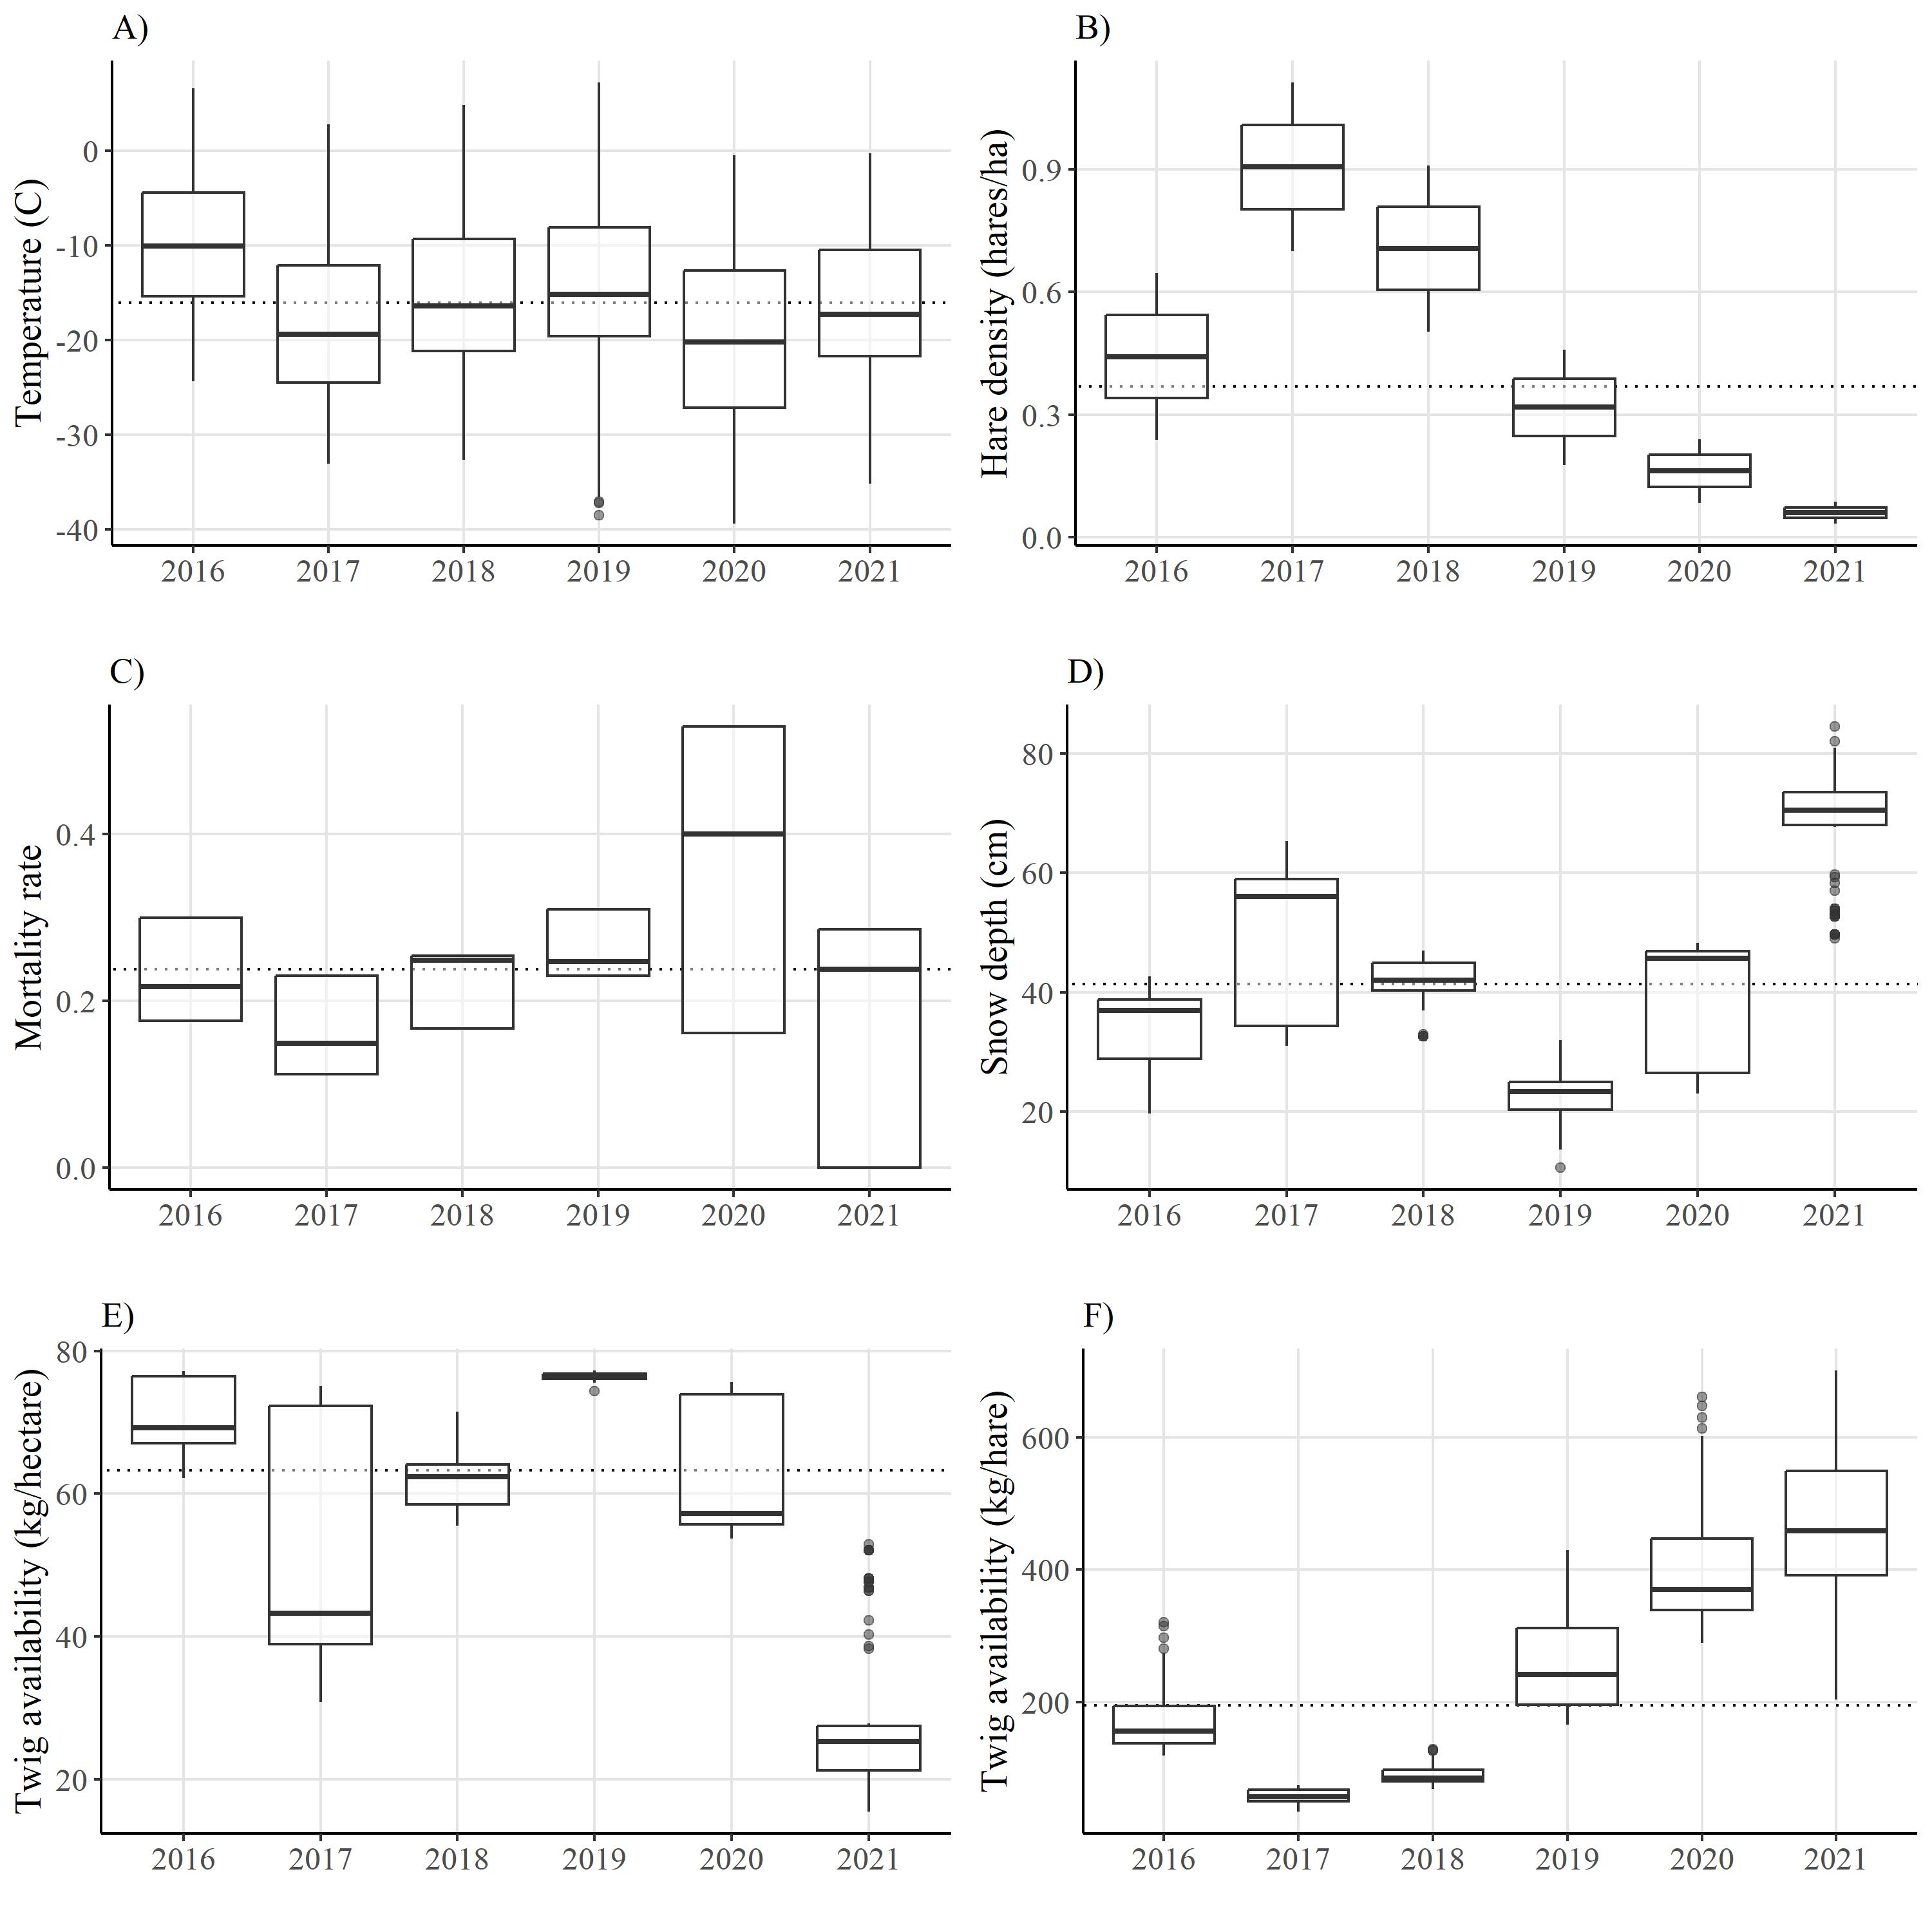 A)
Temperature (C)
0
-10
-20
-30
-40
2016 2017 2018 2019 2020 2021
B)
Hare density (hares/ha)
0.9
0.6
0.3
0.0
2016 2017 2018 2019 2020 2021
C)
Mortality rate
0.4
0.2
0.0
2016 2017 2018 2019 2020 2021
D)
Snow depth (cm)
80
60
40
20
2016 2017 2018 2019 2020 2021
E)
Twig availability (kg/hectare)
80
60
40
20
2016 2017 2018 2019 2020 2021
F)
Twig availability (kg/hare)
600
400
200
2016 2017 2018 2019 2020 2021